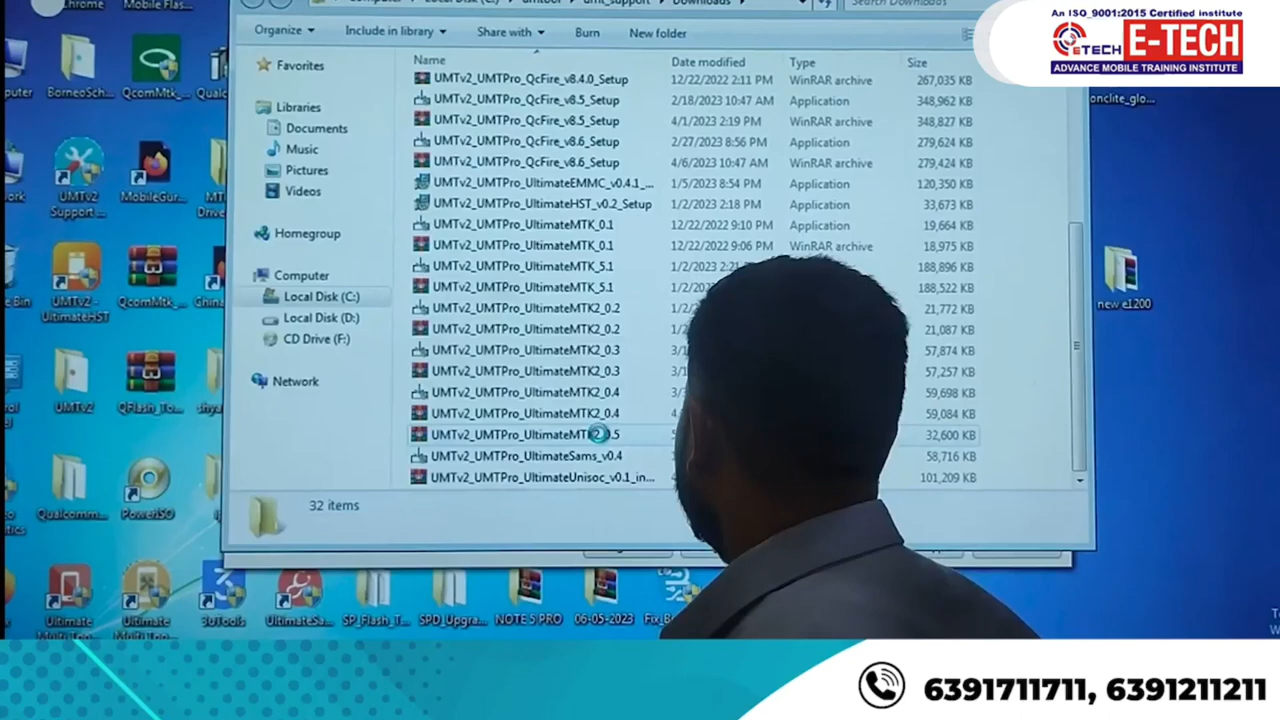 An ISO_9001:2015 Certified institute
ETECH E-TECH
ADVANCE MOBILE TRAINING INSTITUTE
Organize Include in library Share with Burn New folder
Name Date modified Type Size
UMTv2_UMTPro_QcFire_v8.4.0_Setup 12/22/2022 2:11 PM WinRAR archive 267,035 KB
UMTv2_UMTPro_QcFire_v8.5_Setup 2/18/2023 10:47 AM Application 348,962 KB
UMTv2_UMTPro_QcFire_v8.5_Setup 4/1/2023 2:19 PM WinRAR archive 348,827 KB
UMTv2_UMTPro_QcFire_v8.6_Setup 2/27/2023 8:56 PM Application 279,624 KB
UMTv2_UMTPro_QcFire_v8.6_Setup 4/6/2023 10:47 AM WinRAR archive 279,424 KB
UMTv2_UMTPro_UltimateEMMC_v0.4.1_... 1/5/2023 8:54 PM Application 120,350 KB
UMTv2_UMTPro_UltimateHST_v0.2_Setup 1/2/2023 2:18 PM Application 33,673 KB
UMTv2_UMTPro_UltimateMTK_0.1 12/22/2022 9:10 PM Application 19,664 KB
UMTv2_UMTPro_UltimateMTK_0.1 12/22/2022 9:06 PM WinRAR archive 18,975 KB
UMTv2_UMTPro_UltimateMTK_5.1 1/2/2023 188,896 KB
UMTv2_UMTPro_UltimateMTK_5.1 188,522 KB
UMTv2_UMTPro_UltimateMTK2_0.2 21,772 KB
UMTv2_UMTPro_UltimateMTK2_0.2 21,087 KB
UMTv2_UMTPro_UltimateMTK2_0.3 57,874 KB
UMTv2_UMTPro_UltimateMTK2_0.3 57,257 KB
UMTv2_UMTPro_UltimateMTK2_0.4 59,698 KB
UMTv2_UMTPro_UltimateMTK2_0.4 59,084 KB
UMTv2_UMTPro_UltimateMTK2_0.5 32,600 KB
UMTv2_UMTPro_UltimateSams_v0.4 58,716 KB
UMTv2_UMTPro_UltimateUnisoc_v0.1_in... 101,209 KB
32 items
Favorites
Libraries
Documents
Music
Pictures
Videos
Homegroup
Computer
Local Disk (C:)
Local Disk (D:)
CD Drive (F:)
Network
BorneoSch... QcomMtk_...
UMTv2
Support ...
MobileGur...
UMTv2 -
UltimateHST
QcomMtk_...
UMTv2 QFlash_To...
Qualcomm... PowerISO
Ultimate Ultimate 3uTools UltimateSa... SP_Flash_T... SPD_Upgra... NOTE 5 PRO 06-05-2023
new e1200
6391711711, 6391211211